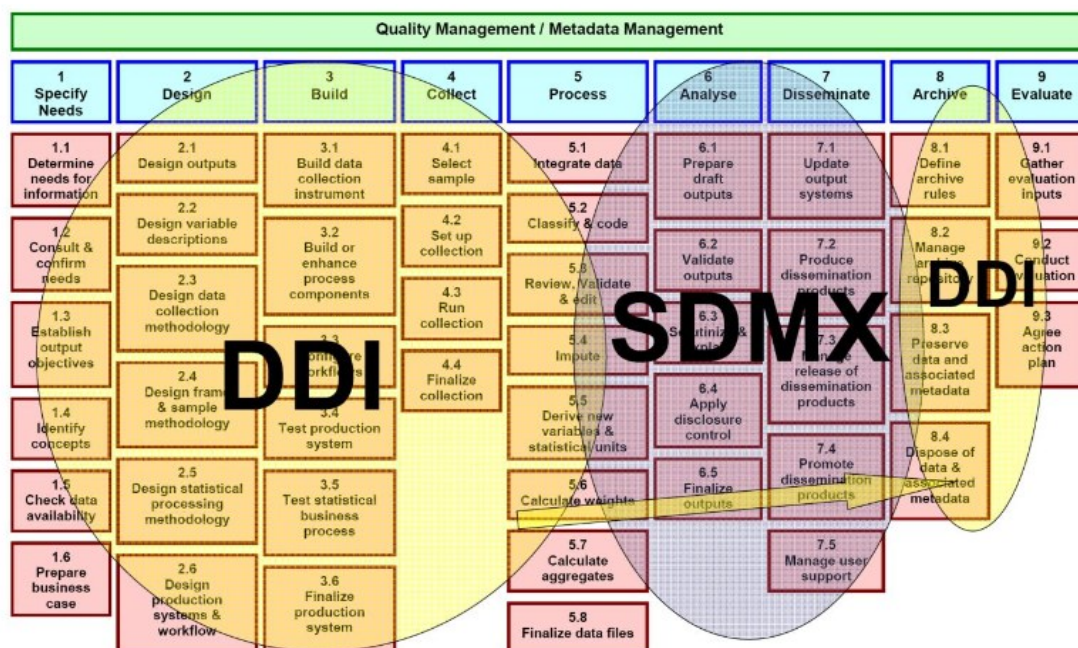 Quality Management / Metadata Management
1
Specify
Needs
2
Design
3
Build
4
Collect
5
Process
6
Analyse
7
Disseminate
8
Archive
9
Evaluate
1.1
Determine
needs for
information
1.2
Consult &
confirm
needs
1.3
Establish
output
objectives
1.4
Identify
concepts
1.5
Check data
availability
1.6
Prepare
business
case
2.1
Design outputs
2.2
Design variable
descriptions
2.3
Design data
collection
methodology
2.4
Design frame
& sample
methodology
2.5
Design statistical
processing
methodology
2.6
Design
production
systems &
workflow
3.1
Build data
collection
instrument
3.2
Build or
enhance
process
components
3.3
Configure
workflows
3.4
Test production
system
3.5
Test statistical
business
process
3.6
Finalize
production
system
4.1
Select
sample
4.2
Set up
collection
4.3
Run
collection
4.4
Finalize
collection
5.1
Integrate data
5.2
Classify & code
5.3
Review, Validate
& edit
5.4
Impute
5.5
Derive new
variables &
statistical units
5.6
Calculate weights
5.7
Calculate
aggregates
5.8
Finalize data files
6.1
Prepare
draft
outputs
6.2
Validate
outputs
6.3
Scrutinize &
explain
6.4
Apply
disclosure
control
6.5
Finalize
outputs
7.1
Update
output
systems
7.2
Produce
dissemination
products
7.3
Manage
release of
dissemination
products
7.4
Promote
dissemination
products
7.5
Manage user
support
8.1
Define
archive
rules
8.2
Manage
archive
repository
8.3
Preserve
data and
associated
metadata
8.4
Dispose of
data &
associated
metadata
9.1
Gather
evaluation
inputs
9.2
Conduct
evaluation
9.3
Agree
action
plan
DDI
SDMX
DDI